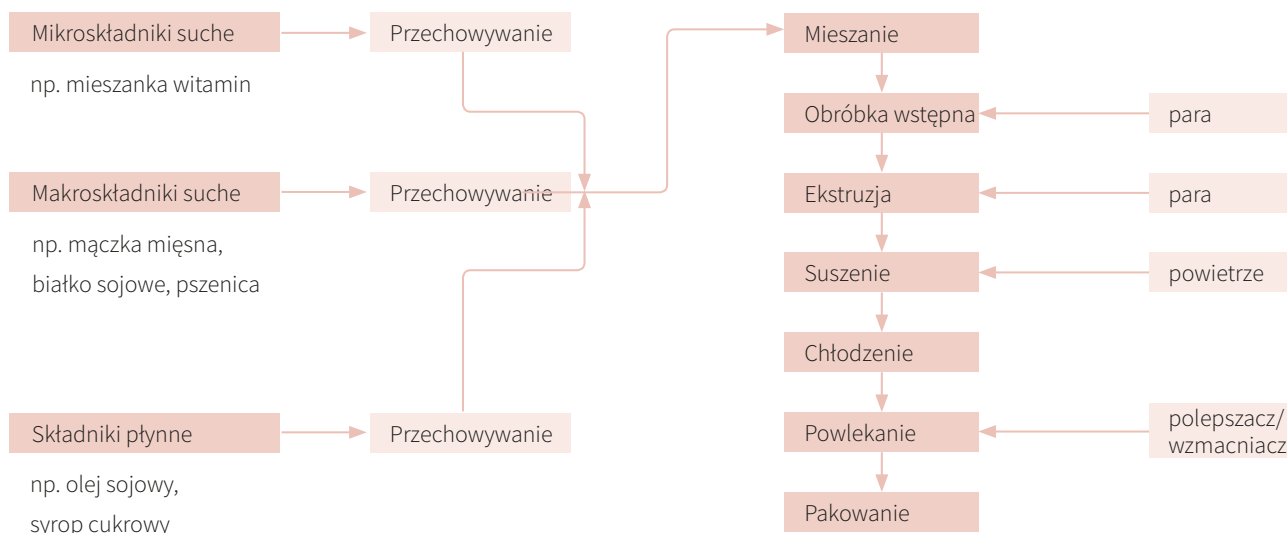 Mikroskładniki suche
Przechowywanie
np. mieszanka witamin
Makroskładniki suche
Przechowywanie
np. mączka mięsna,
białko sojowe, pszenica
Składniki płynne
Przechowywanie
np. olej sojowy,
syrop cukrowy
Mieszanie
Obróbka wstępna
para
Ekstruzja
para
Suszenie
powietrze
Chłodzenie
Powlekanie
polepszacz/
wzmacniacz
Pakowanie